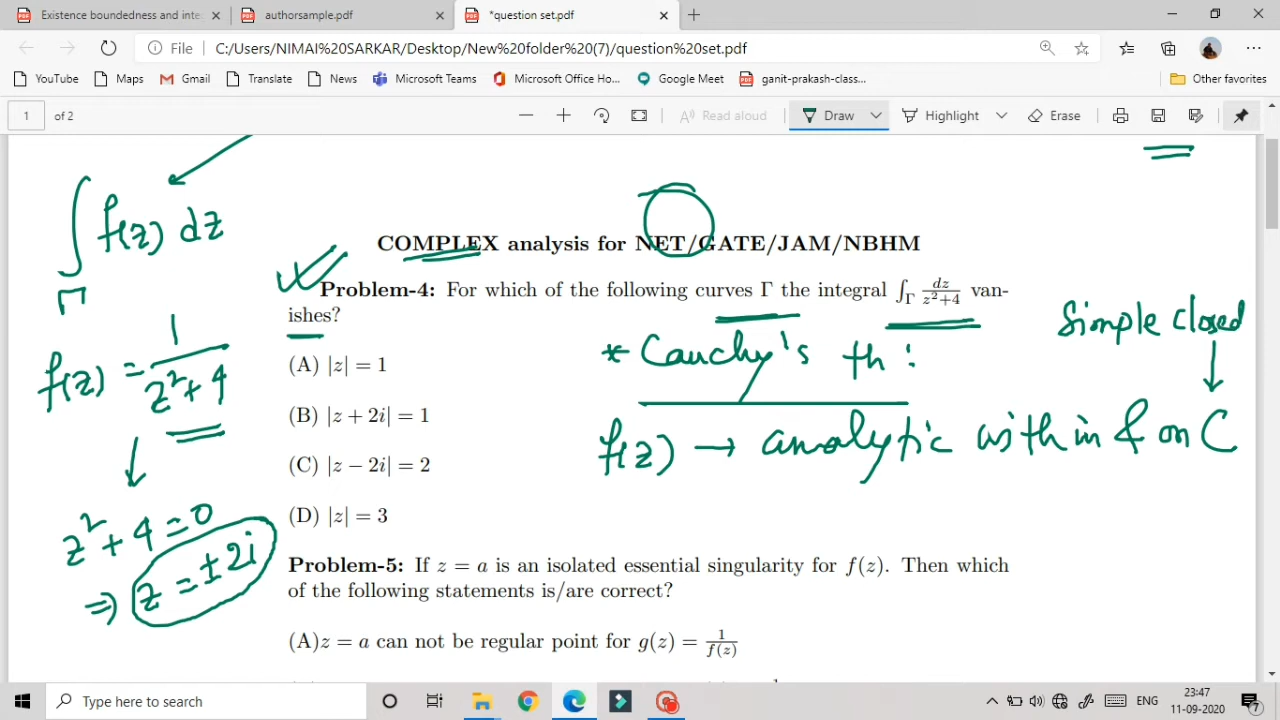 Existence boundedness and inte
authorsample.pdf
*question set.pdf
File
C:/Users/NIMAI%20SARKAR/Desktop/New%20folder%20(7)/question%20set.pdf
YouTube
Maps
Gmail
Translate
News
Microsoft Teams
Microsoft Office Ho...
Google Meet
ganit-prakash-class...
Other favorites
1 of 2
Read aloud
Draw
Highlight
Erase
∫Γ f(z) dz
COMPLEX analysis for NET/GATE/JAM/NBHM
Problem-4: For which of the following curves Γ the integral ∫Γ dz/(z²+4) van-
ishes?
(A) |z| = 1
(B) |z + 2i| = 1
(C) |z − 2i| = 2
(D) |z| = 3
f(z) = 1/(z²+4)
z²+4=0
⇒ z = ±2i
* Cauchy's th :
Simple closed
f(z) → analytic within & on C
Problem-5: If z = a is an isolated essential singularity for f(z). Then which
of the following statements is/are correct?
(A)z = a can not be regular point for g(z) = 1/f(z)
Type here to search
ENG
23:47
11-09-2020
7